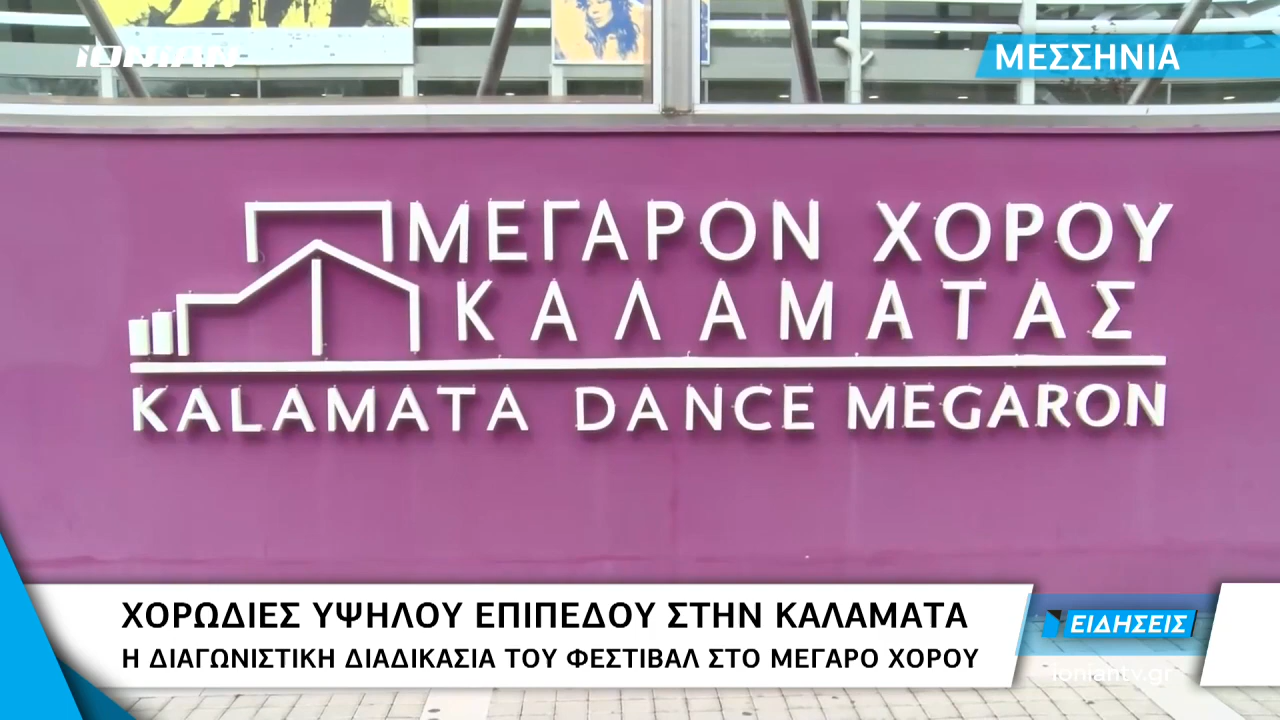 IONIAN
ΜΕΣΣΗΝΙΑ
ΜΕΓΑΡΟΝ ΧΟΡΟΥ
ΚΑΛΑΜΑΤΑΣ
KALAMATA DANCE MEGARON
ΧΟΡΩΔΙΕΣ ΥΨΗΛΟΥ ΕΠΙΠΕΔΟΥ ΣΤΗΝ ΚΑΛΑΜΑΤΑ
Η ΔΙΑΓΩΝΙΣΤΙΚΗ ΔΙΑΔΙΚΑΣΙΑ ΤΟΥ ΦΕΣΤΙΒΑΛ ΣΤΟ ΜΕΓΑΡΟ ΧΟΡΟΥ
ΕΙΔΗΣΕΙΣ
ioniantv.gr